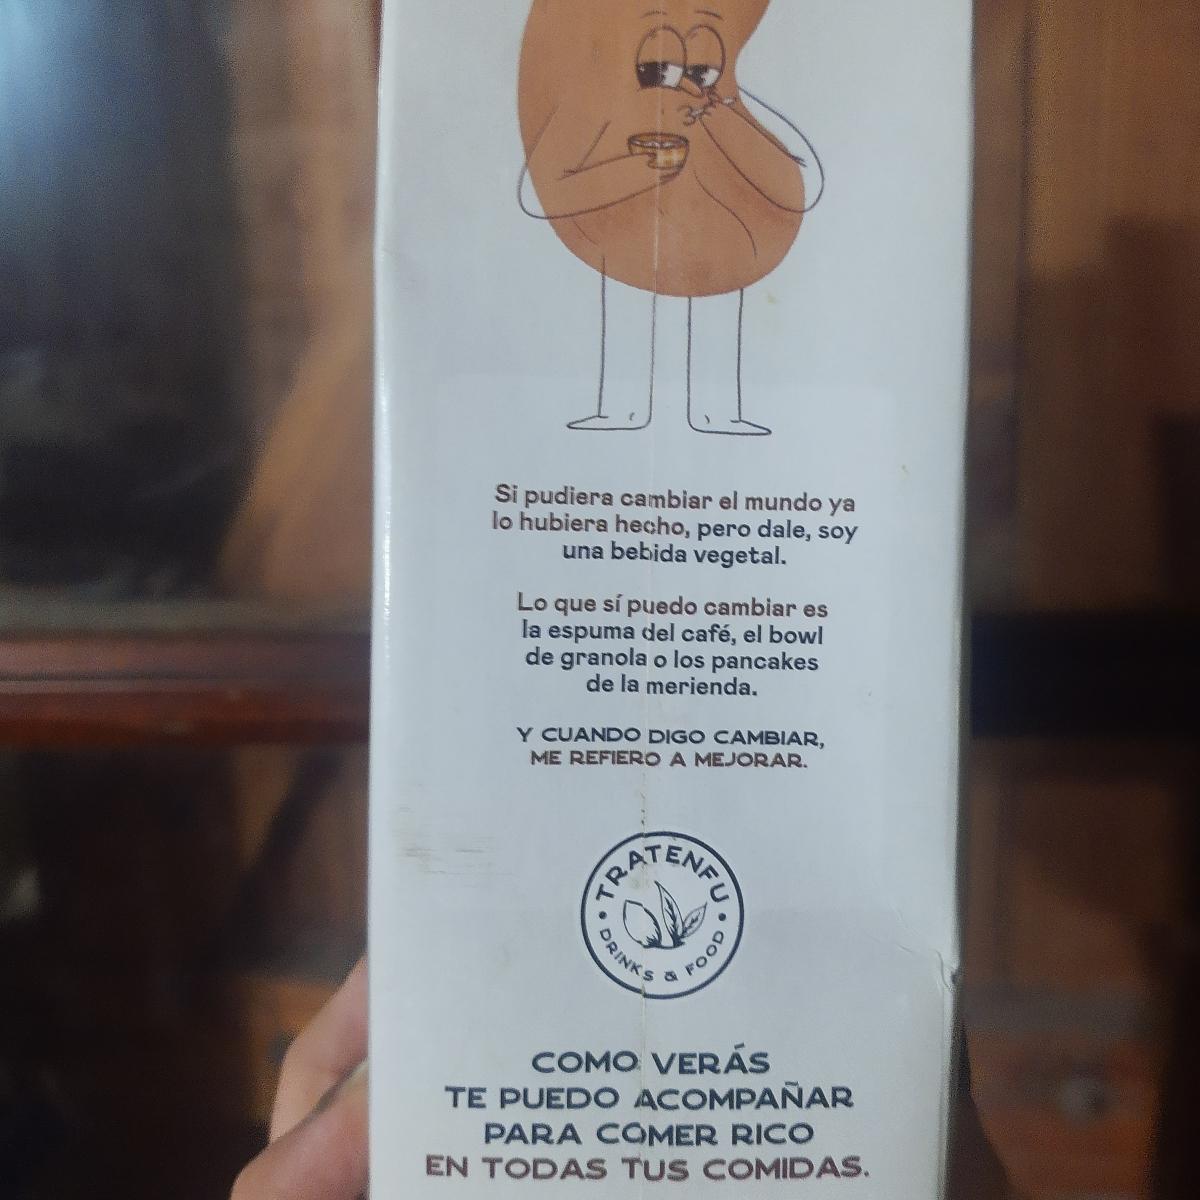 Si pudiera cambiar el mundo ya
lo hubiera hecho, pero dale, soy
una bebida vegetal.
Lo que sí puedo cambiar es
la espuma del café, el bowl
de granola o los pancakes
de la merienda.
Y CUANDO DIGO CAMBIAR,
ME REFIERO A MEJORAR.
TRATENFU
DRINKS & FOOD
COMO VERÁS
TE PUEDO ACOMPAÑAR
PARA COMER RICO
EN TODAS TUS COMIDAS.